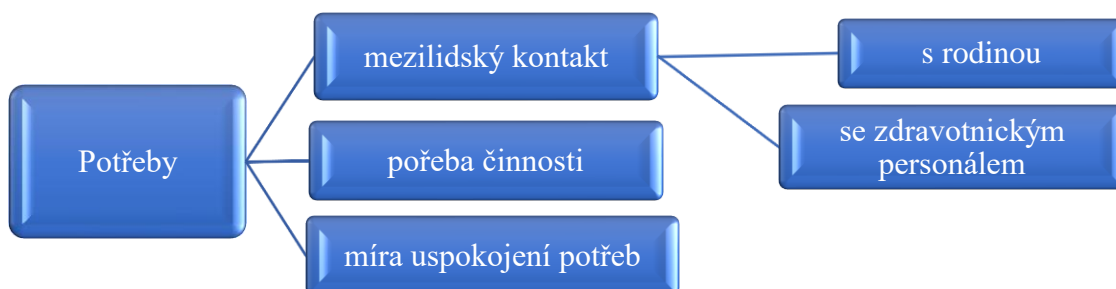 Potřeby
mezilidský kontakt
pořeba činnosti
míra uspokojení potřeb
s rodinou
se zdravotnickým
personálem